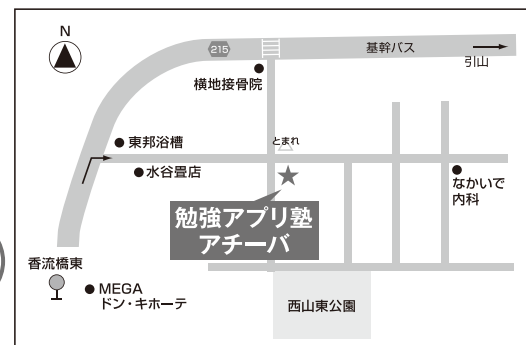 N
215
基幹バス
引山
横地接骨院
とまれ
東邦浴槽
水谷畳店
なかいで
内科
勉強アプリ塾
アチーバ
香流橋東
MEGA
ドン・キホーテ
西山東公園